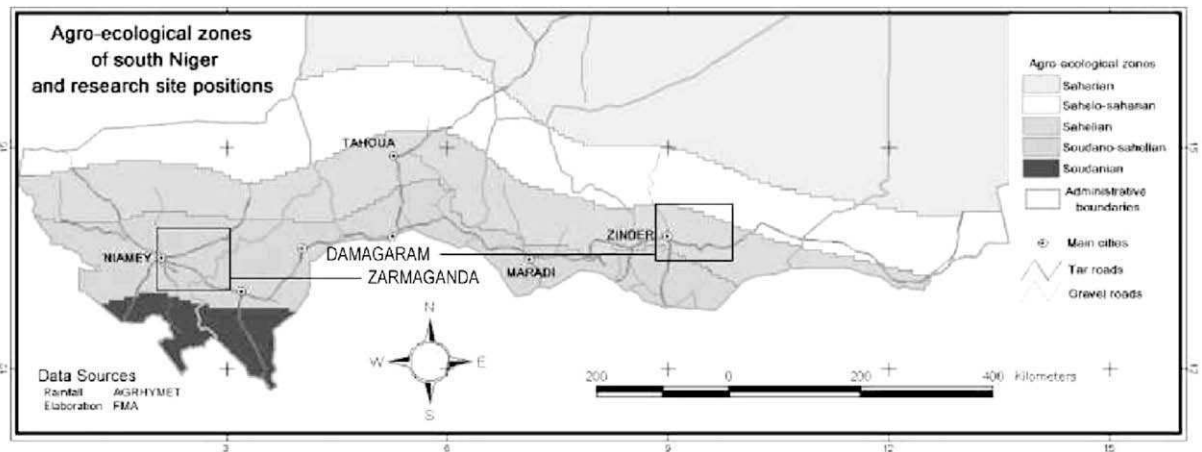 Agro-ecological zones
of south Niger
and research site positions
Agro-ecological zones
Saharian
Sahelo-saharian
Sahelian
Soudano-sahelian
Soudanian
Administrative
boundaries
Main cities
Tar roads
Gravel roads
TAHOUA
NIAMEY
DAMAGARAM
ZINDER
ZARMAGANDA
MARADI
N
W
E
S
Data Sources
Rainfall AGRHYMET
Elaboration FMA
200 0 200 400 Kilometers
3 6 9 12 15